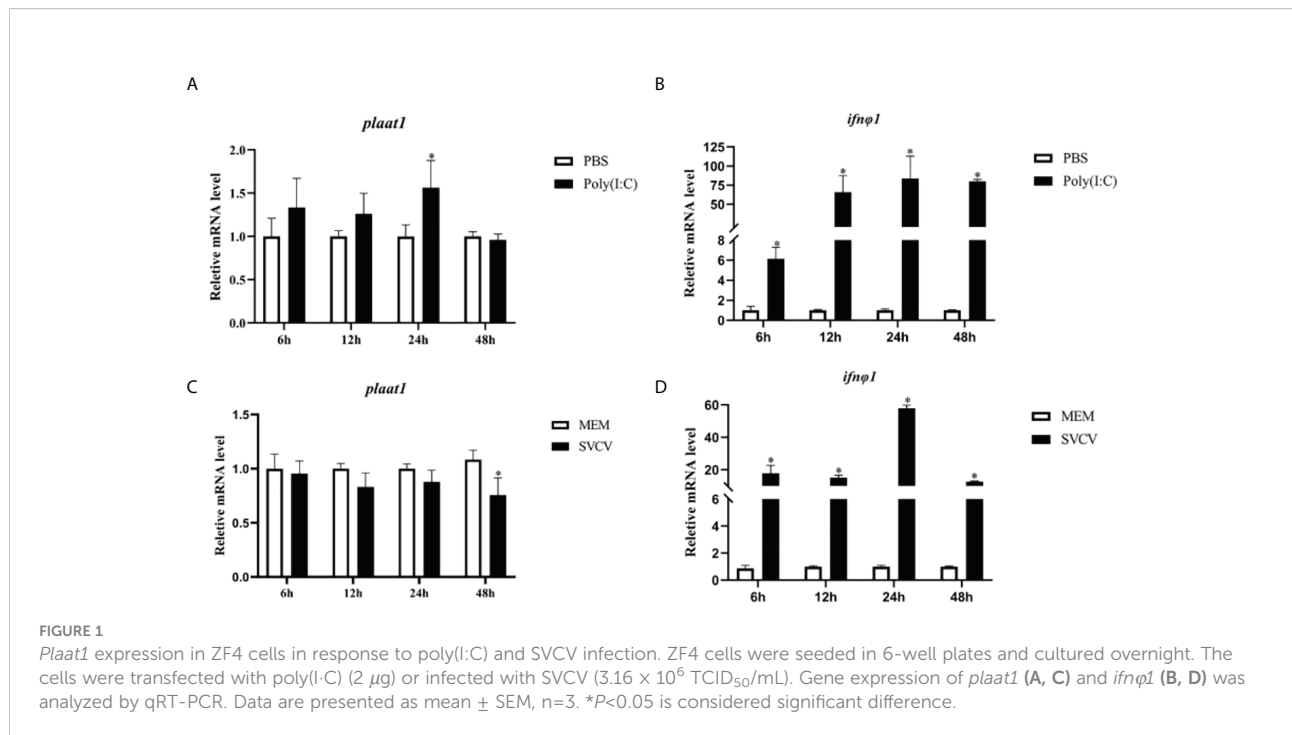 A
plaat1
Reletive mRNA level
2.0
1.5
1.0
0.5
0.0
6h 12h 24h 48h
*
PBS
Poly(I:C)
B
ifnφ1
Reletive mRNA level
125
100
75
50
8
6
4
2
0
6h 12h 24h 48h
* * * *
PBS
Poly(I:C)
C
plaat1
Reletive mRNA level
1.5
1.0
0.5
0.0
6h 12h 24h 48h
*
MEM
SVCV
D
ifnφ1
Reletive mRNA level
60
40
20
6
4
2
0
6h 12h 24h 48h
* * * *
MEM
SVCV
FIGURE 1
Plaat1 expression in ZF4 cells in response to poly(I:C) and SVCV infection. ZF4 cells were seeded in 6-well plates and cultured overnight. The
cells were transfected with poly(I·C) (2 μg) or infected with SVCV (3.16 × 10⁶ TCID₅₀/mL). Gene expression of plaat1 (A, C) and ifnφ1 (B, D) was
analyzed by qRT-PCR. Data are presented as mean ± SEM, n=3. *P<0.05 is considered significant difference.